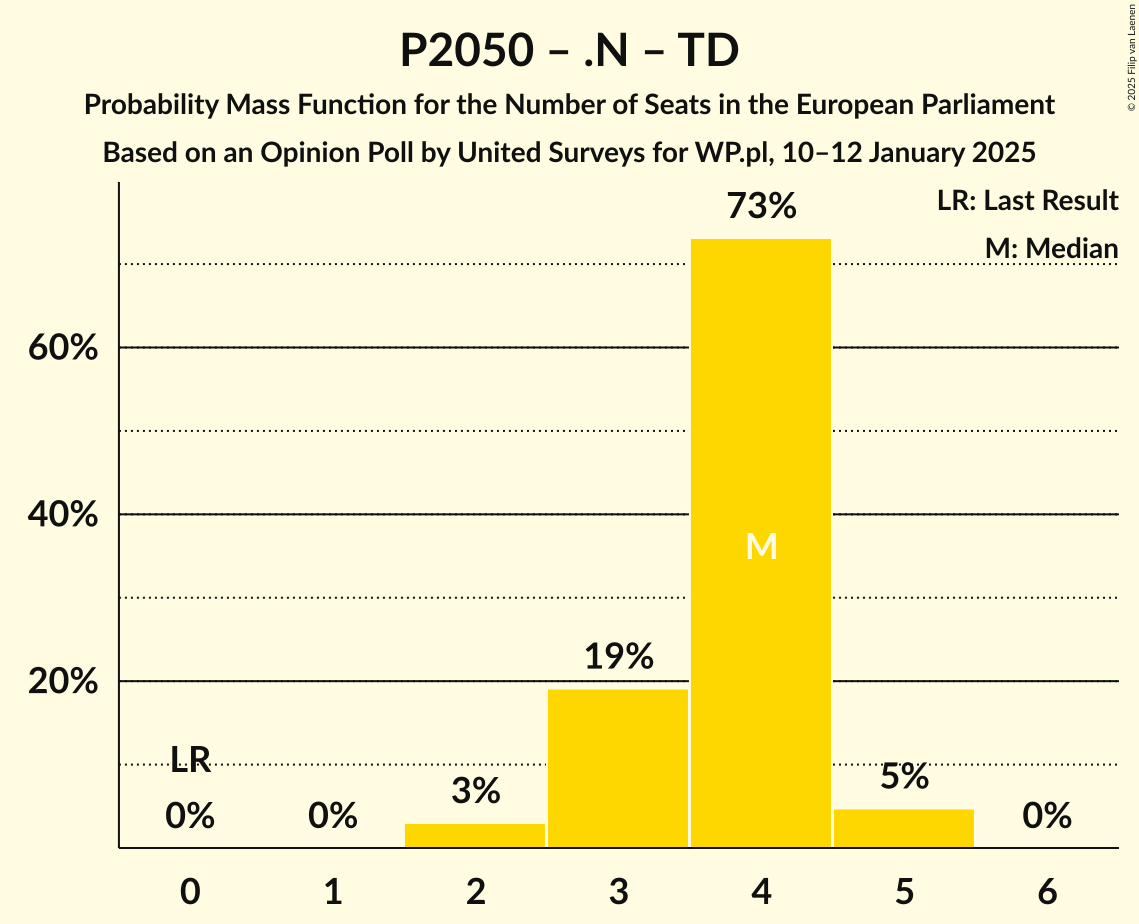 P2050 – .N – TD
Probability Mass Function for the Number of Seats in the European Parliament
Based on an Opinion Poll by United Surveys for WP.pl, 10–12 January 2025
© 2025 Filip van Laenen
LR: Last Result
M: Median
73%
60%
40%
M
19%
20%
LR
0%
0%
3%
5%
0%
0
1
2
3
4
5
6